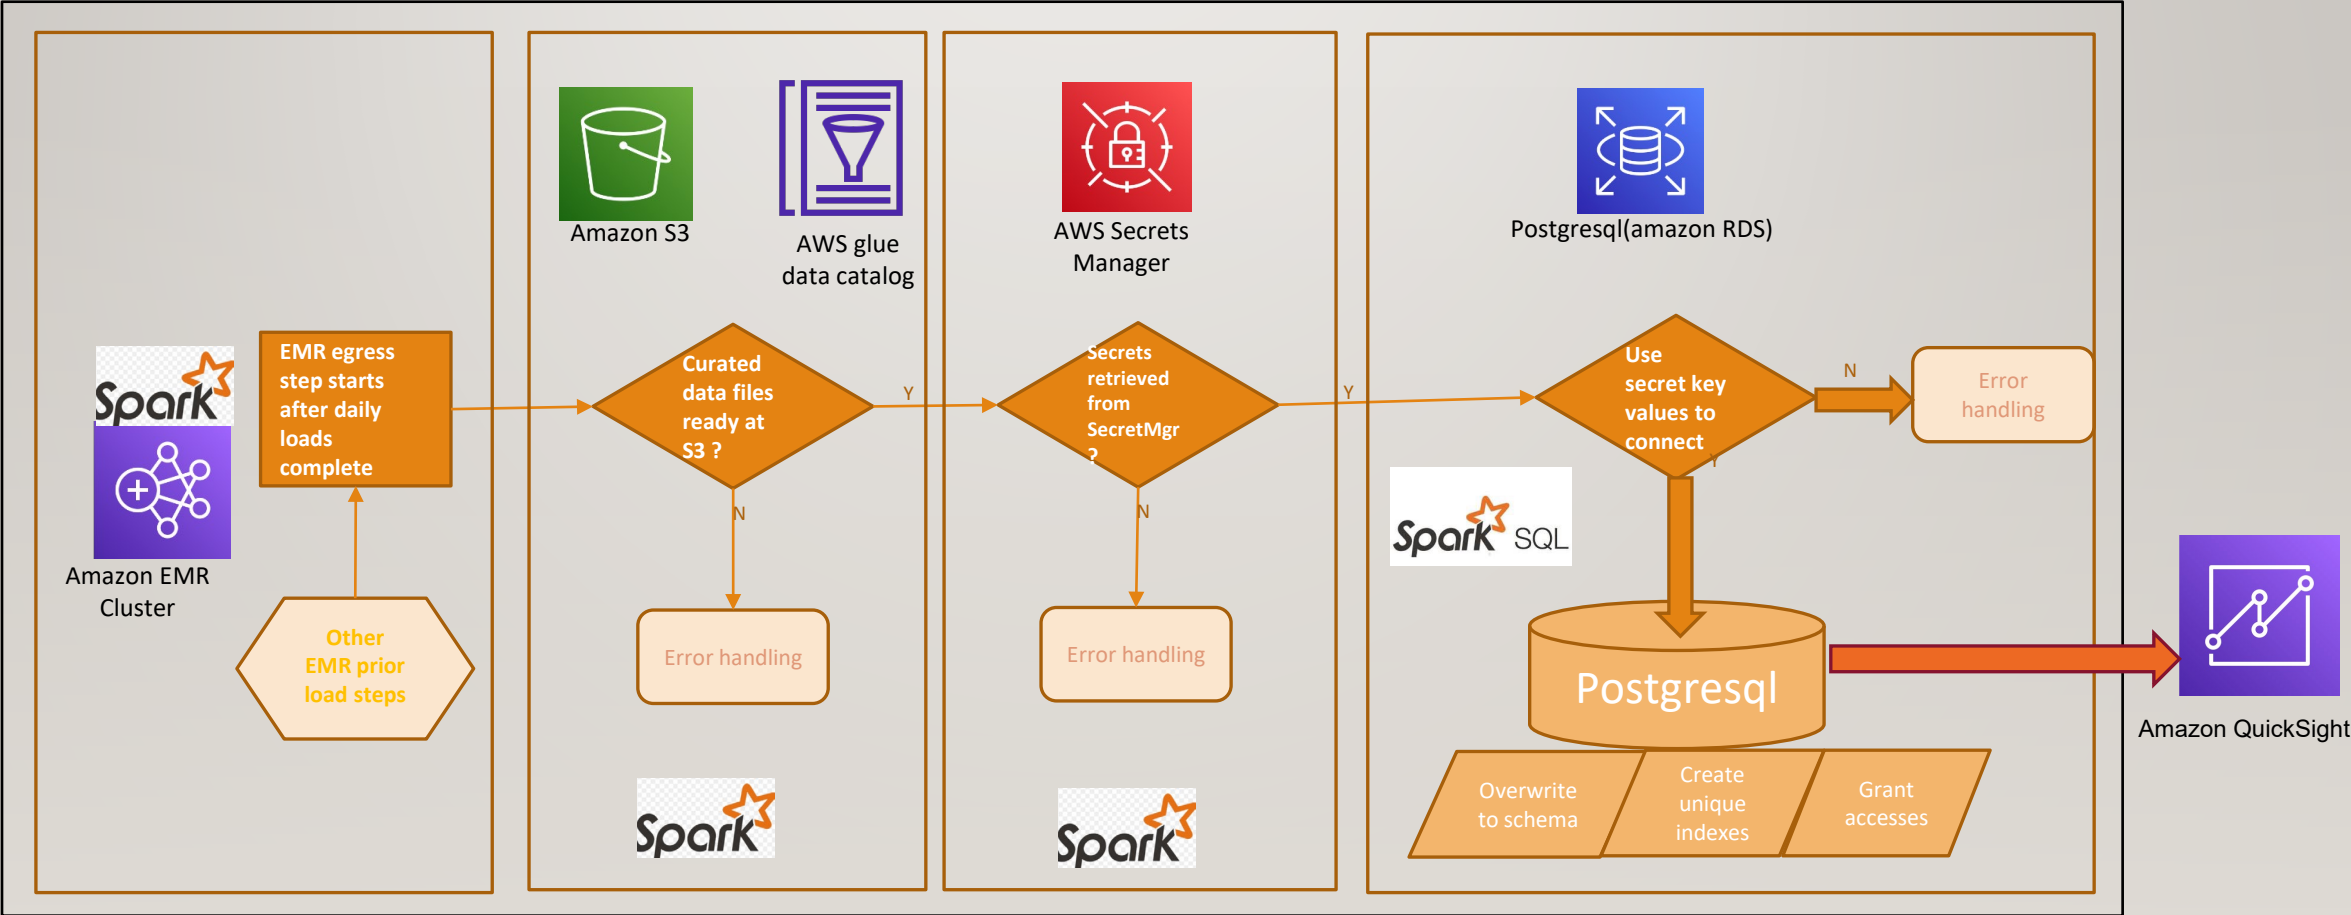 Spark
Amazon EMR
Cluster
EMR egress
step starts
after daily
loads
complete
Other
EMR prior
load steps
Amazon S3
AWS glue
data catalog
Curated
data files
ready at
S3 ?
Y
N
Error handling
Spark
AWS Secrets
Manager
Secrets
retrieved
from
SecretMgr
?
Y
N
Error handling
Spark
Postgresql(amazon RDS)
Use
secret key
values to
connect
N
Error
handling
Y
Spark SQL
Postgresql
Overwrite
to schema
Create
unique
indexes
Grant
accesses
Amazon QuickSight